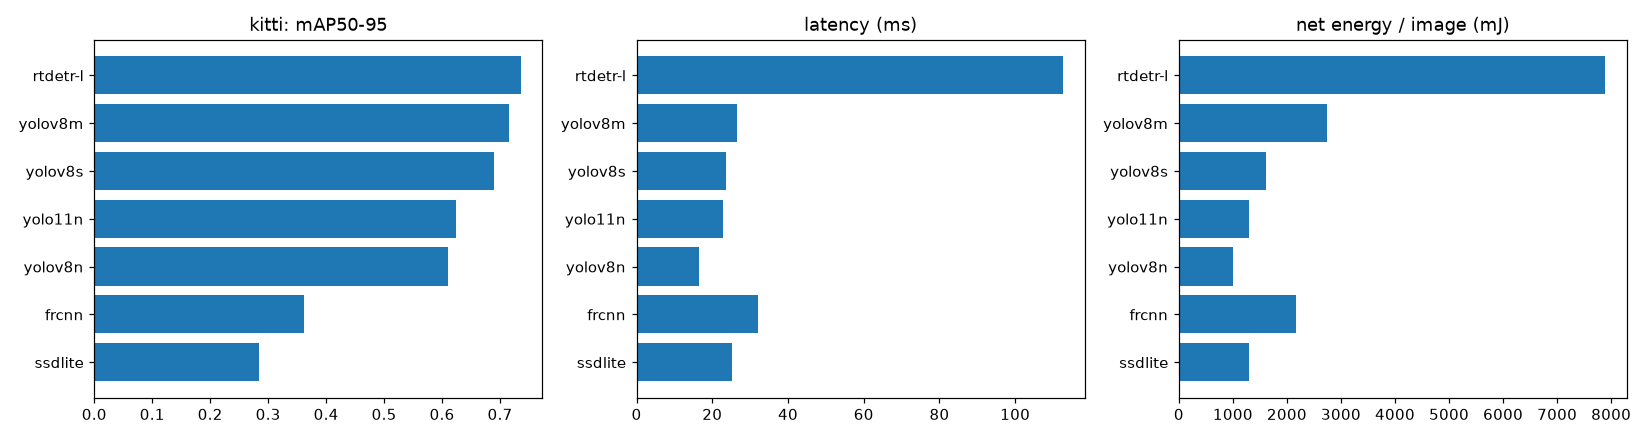 kitti: mAP50-95
rtdetr-l
yolov8m
yolov8s
yolo11n
yolov8n
frcnn
ssdlite
0.0 0.1 0.2 0.3 0.4 0.5 0.6 0.7
latency (ms)
rtdetr-l
yolov8m
yolov8s
yolo11n
yolov8n
frcnn
ssdlite
0 20 40 60 80 100
net energy / image (mJ)
rtdetr-l
yolov8m
yolov8s
yolo11n
yolov8n
frcnn
ssdlite
0 1000 2000 3000 4000 5000 6000 7000 8000